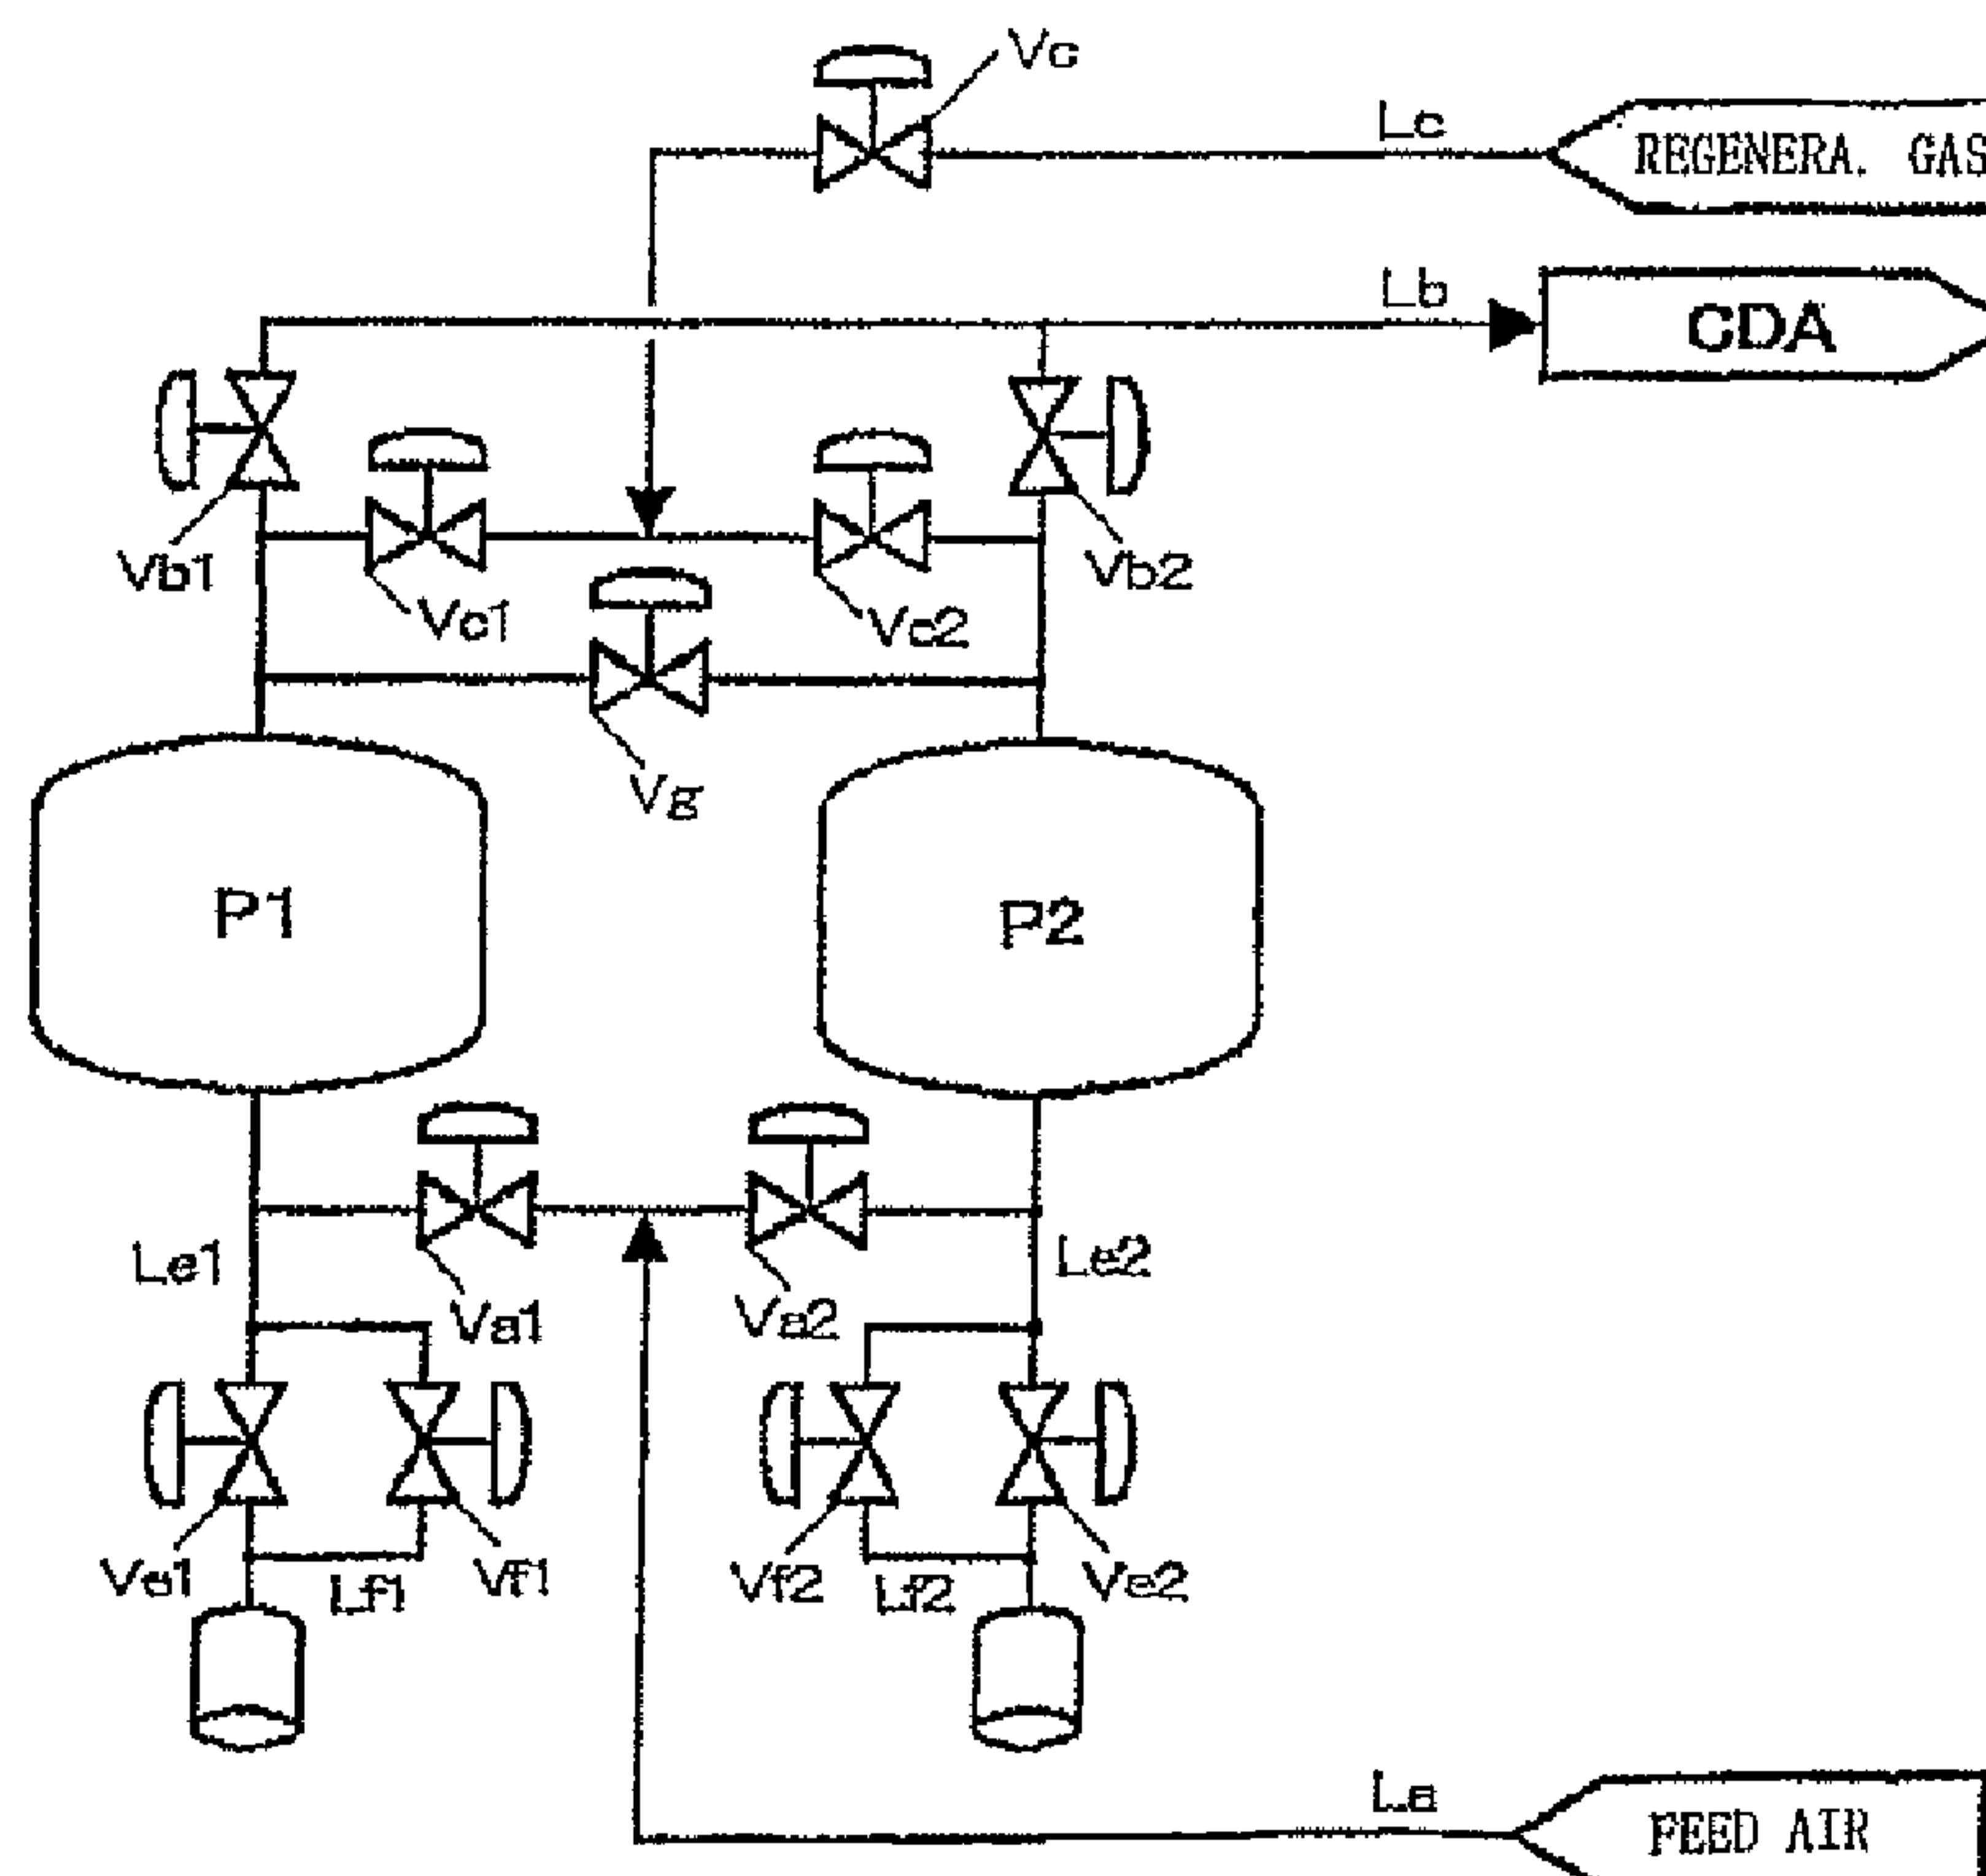 Vc
Lc
REGENERA. GAS
Lb
CDA
Vb1
Vc1
Vc2
Vb2
Vg
P1
P2
Le1
Va1
Va2
Le2
Ve1
Lf1
Vf1
Vf2
Lf2
Ve2
La
FEED AIR